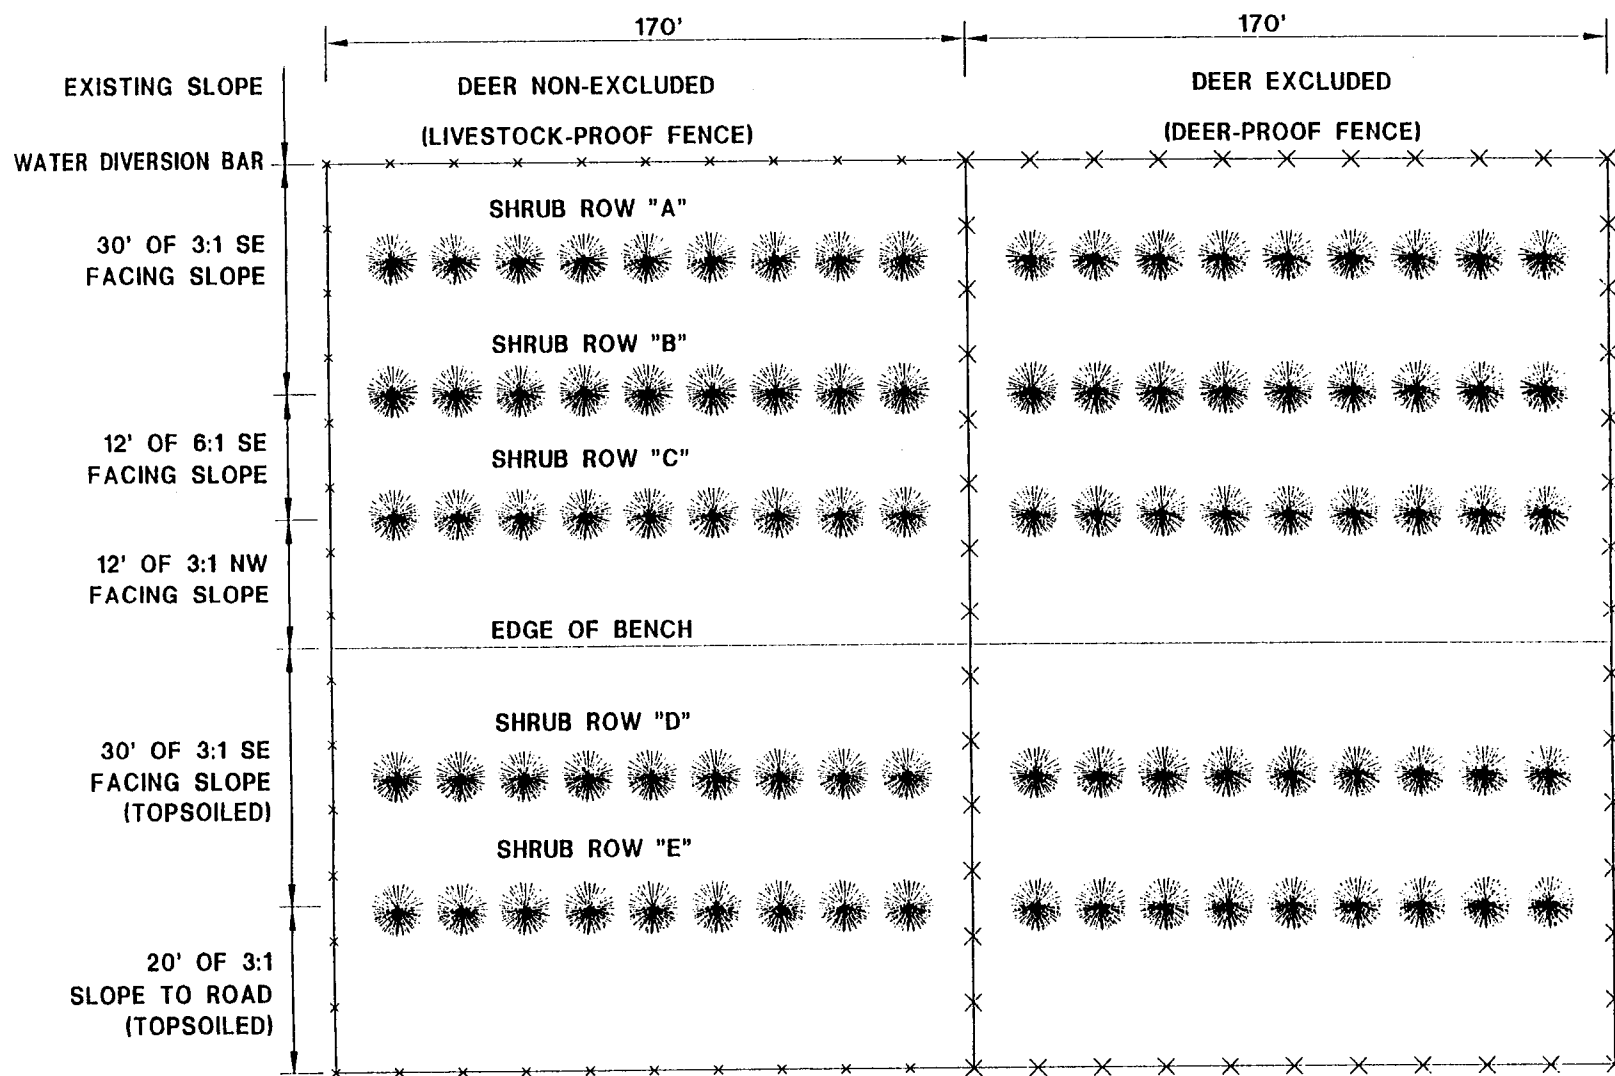 170'
170'
EXISTING SLOPE
DEER NON-EXCLUDED
DEER EXCLUDED
(LIVESTOCK-PROOF FENCE)
(DEER-PROOF FENCE)
WATER DIVERSION BAR
SHRUB ROW "A"
30' OF 3:1 SE
FACING SLOPE
SHRUB ROW "B"
12' OF 6:1 SE
FACING SLOPE
SHRUB ROW "C"
12' OF 3:1 NW
FACING SLOPE
EDGE OF BENCH
SHRUB ROW "D"
30' OF 3:1 SE
FACING SLOPE
(TOPSOILED)
SHRUB ROW "E"
20' OF 3:1
SLOPE TO ROAD
(TOPSOILED)